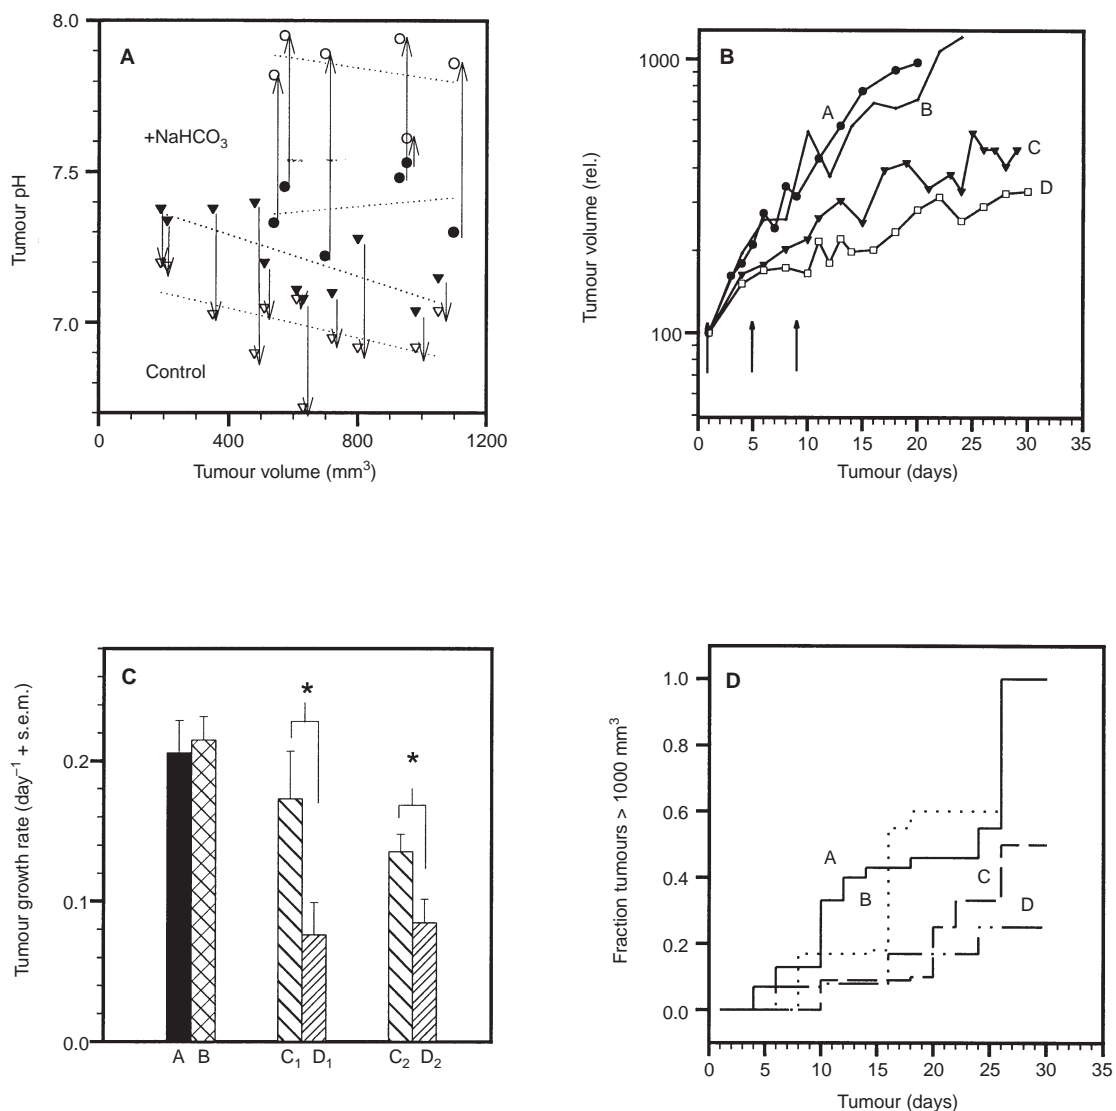 A
8.0
7.5
7.0
+NaHCO₃
Control
Tumour pH
0 400 800 1200
Tumour volume (mm³)
B
1000
100
A
B
C
D
Tumour volume (rel.)
0 5 10 15 20 25 30 35
Tumour (days)
C
0.2
0.1
0.0
*
*
Tumour growth rate (day⁻¹ + s.e.m.)
A B C₁ D₁ C₂ D₂
D
1.0
0.8
0.6
0.4
0.2
0.0
A
B
C
D
Fraction tumours > 1000 mm³
0 5 10 15 20 25 30 35
Tumour (days)